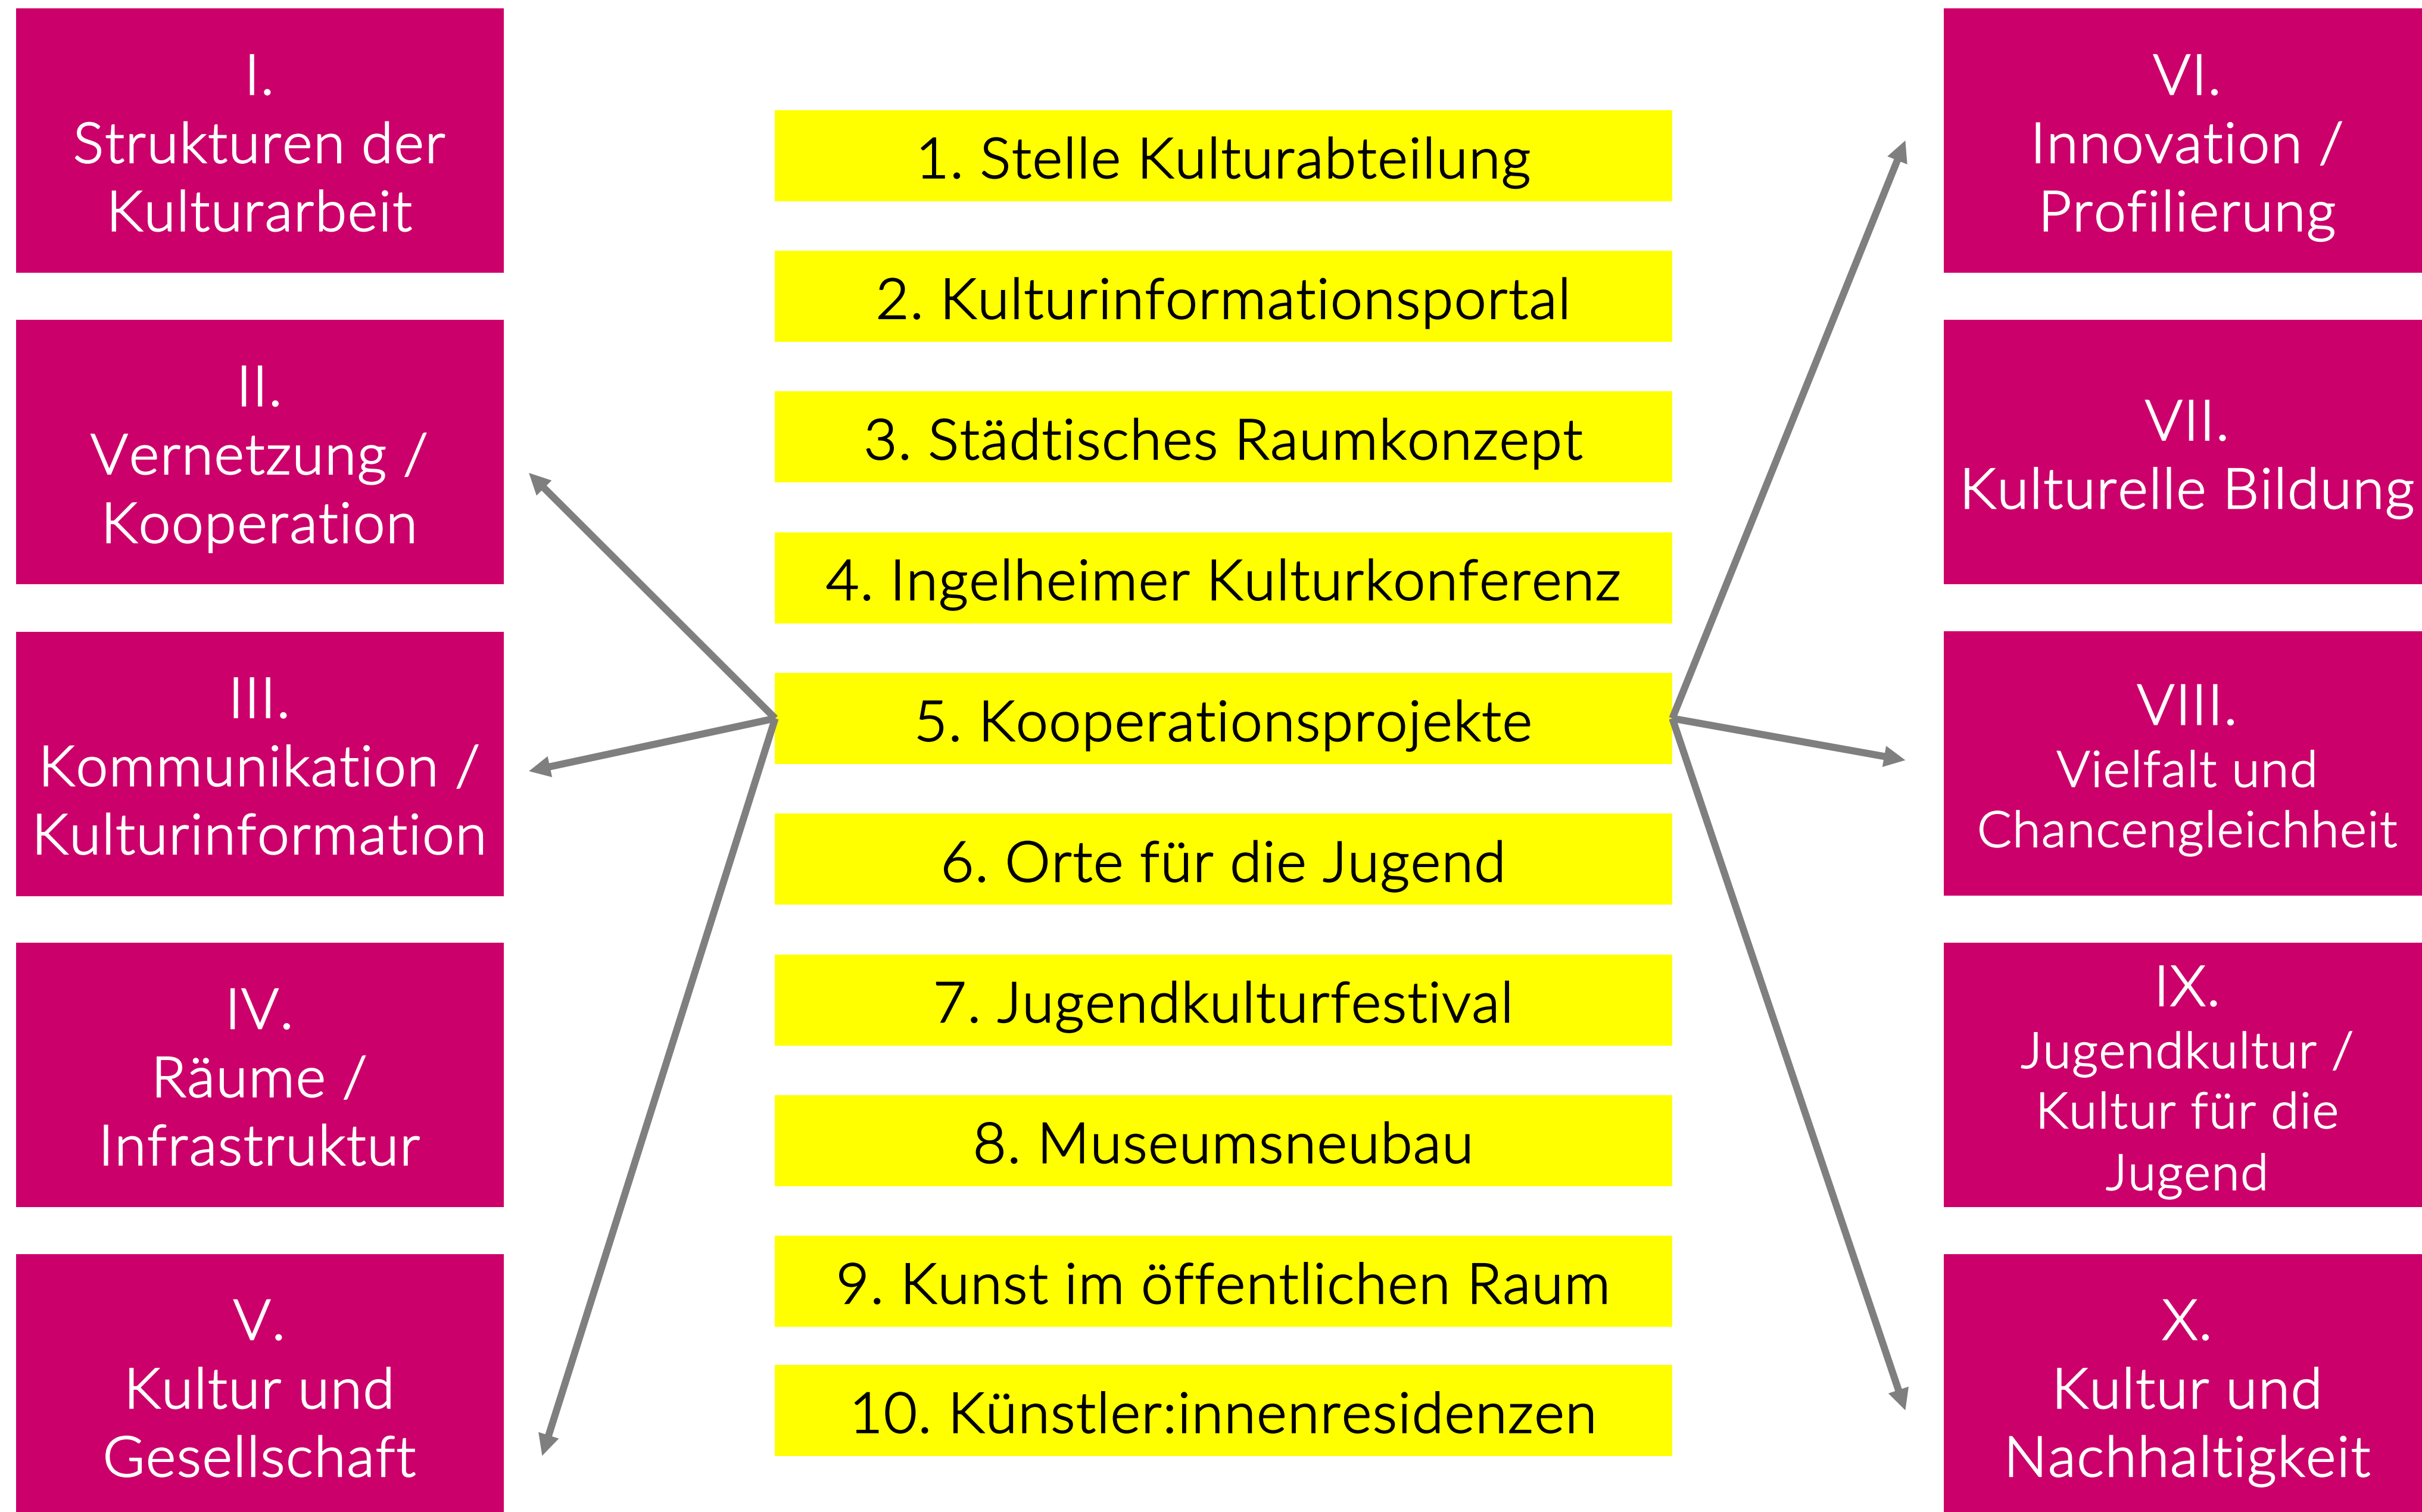 I.
Strukturen der
Kulturarbeit
II.
Vernetzung /
Kooperation
III.
Kommunikation /
Kulturinformation
IV.
Räume /
Infrastruktur
V.
Kultur und
Gesellschaft
1. Stelle Kulturabteilung
2. Kulturinformationsportal
3. Städtisches Raumkonzept
4. Ingelheimer Kulturkonferenz
5. Kooperationsprojekte
6. Orte für die Jugend
7. Jugendkulturfestival
8. Museumsneubau
9. Kunst im öffentlichen Raum
10. Künstler:innenresidenzen
VI.
Innovation /
Profilierung
VII.
Kulturelle Bildung
VIII.
Vielfalt und
Chancengleichheit
IX.
Jugendkultur /
Kultur für die
Jugend
X.
Kultur und
Nachhaltigkeit